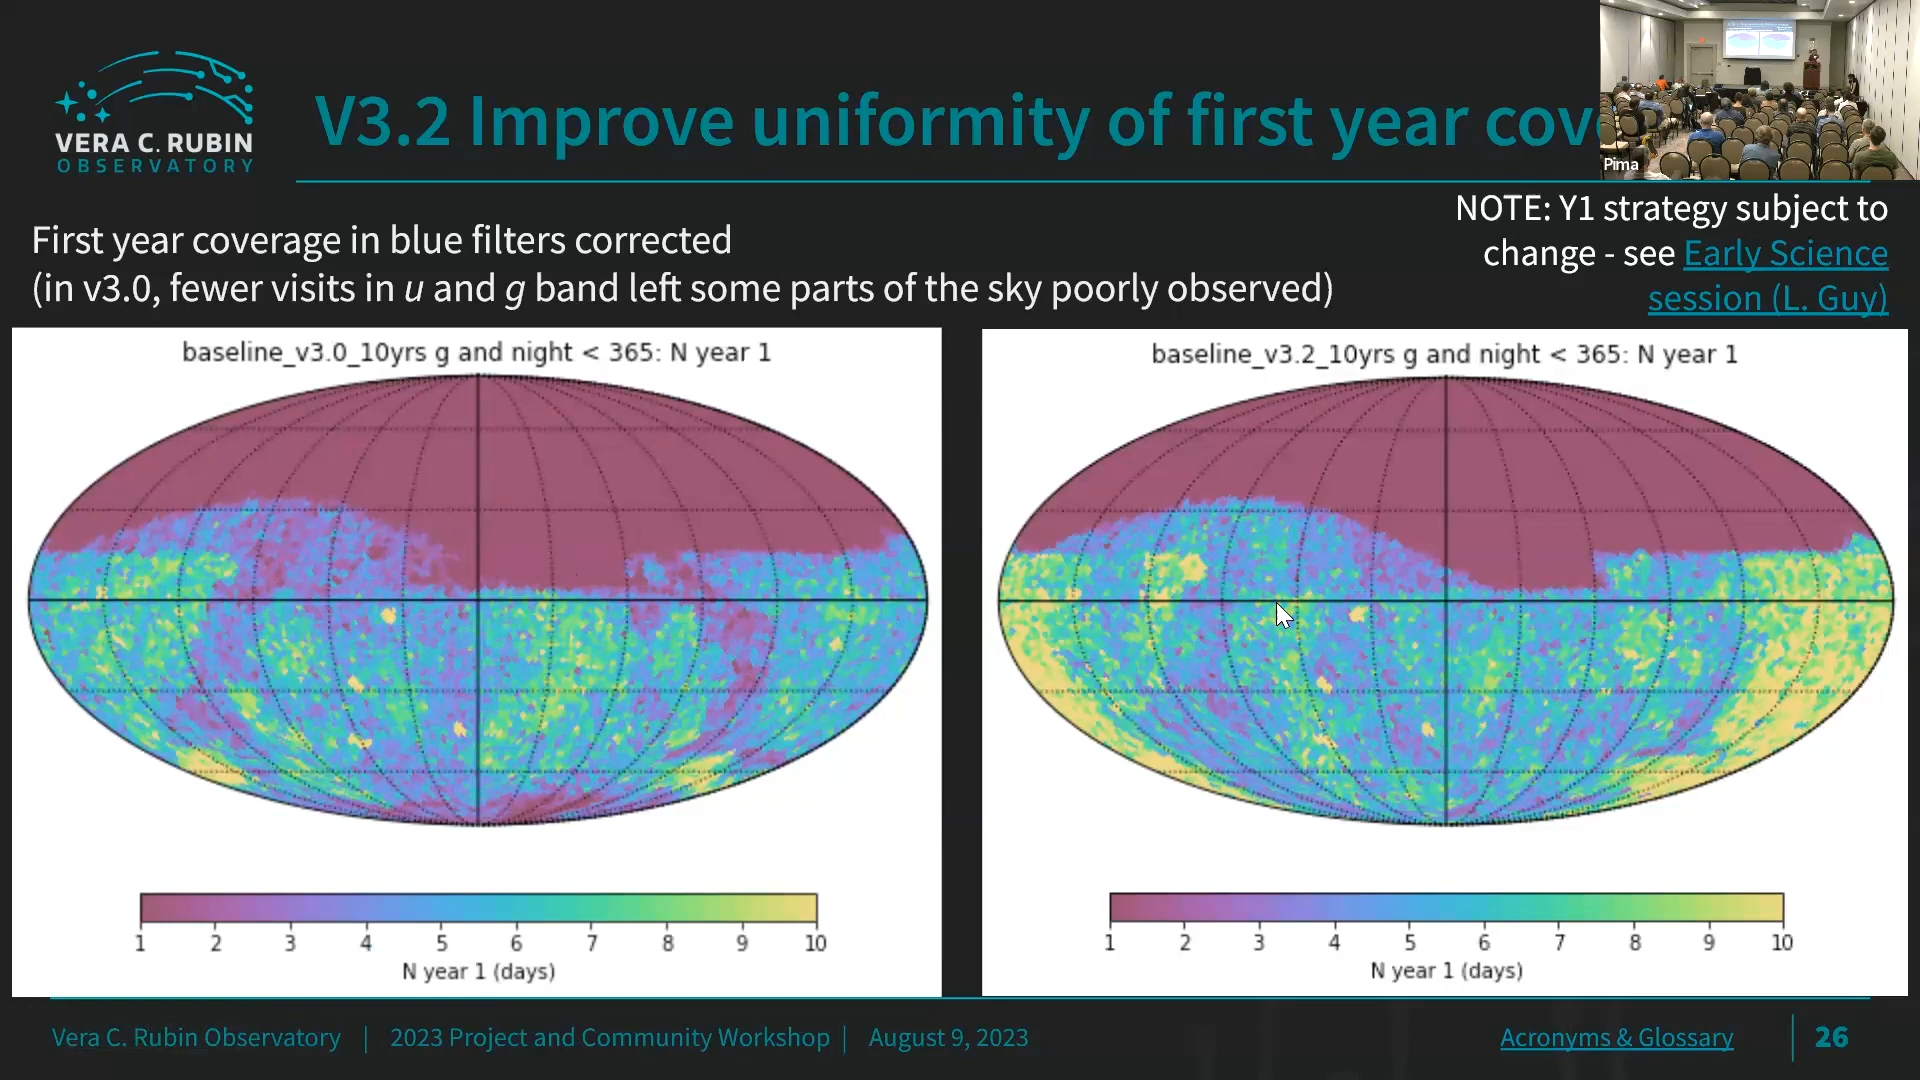 VERA C. RUBIN
OBSERVATORY
V3.2 Improve uniformity of first year cov
Pima
NOTE: Y1 strategy subject to
change - see Early Science
session (L. Guy)
First year coverage in blue filters corrected
(in v3.0, fewer visits in u and g band left some parts of the sky poorly observed)
baseline_v3.0_10yrs g and night < 365: N year 1
1 2 3 4 5 6 7 8 9 10
N year 1 (days)
baseline_v3.2_10yrs g and night < 365: N year 1
1 2 3 4 5 6 7 8 9 10
N year 1 (days)
Vera C. Rubin Observatory | 2023 Project and Community Workshop | August 9, 2023
Acronyms & Glossary | 26